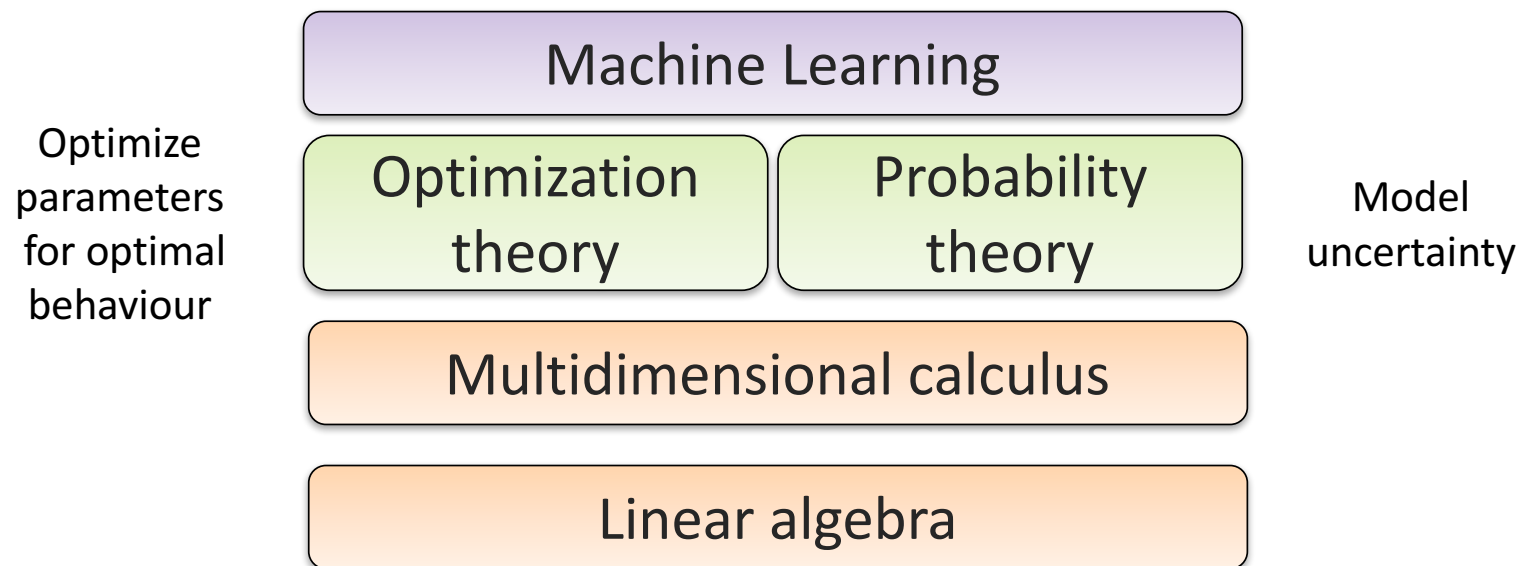 Machine Learning
Optimize
parameters
for optimal
behaviour
Optimization
theory
Probability
theory
Model
uncertainty
Multidimensional calculus
Linear algebra